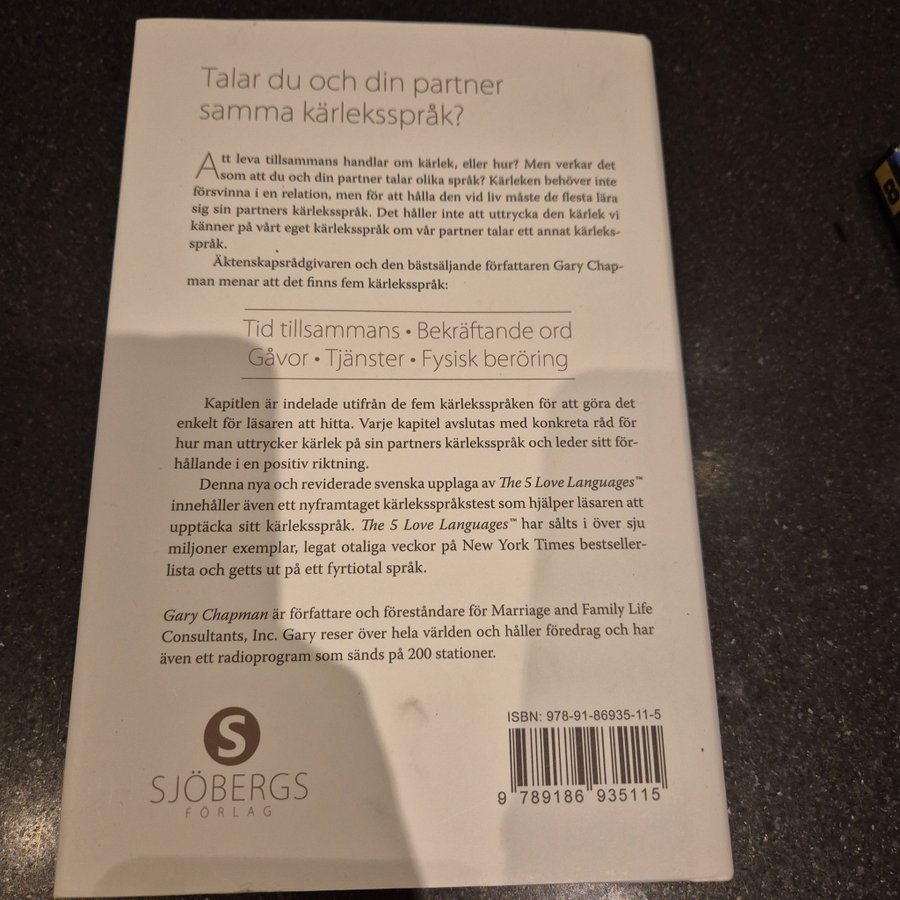 Talar du och din partner
samma kärleksspråk?
Att leva tillsammans handlar om kärlek, eller hur? Men verkar det
som att du och din partner talar olika språk? Kärleken behöver inte
försvinna i en relation, men för att hålla den vid liv måste de flesta lära
sig sin partners kärleksspråk. Det håller inte att uttrycka den kärlek vi
känner på vårt eget kärleksspråk om vår partner talar ett annat kärleks-
språk.
Äktenskapsrådgivaren och den bästsäljande författaren Gary Chap-
man menar att det finns fem kärleksspråk:
Tid tillsammans • Bekräftande ord
Gåvor • Tjänster • Fysisk beröring
Kapitlen är indelade utifrån de fem kärleksspråken för att göra det
enkelt för läsaren att hitta. Varje kapitel avslutas med konkreta råd för
hur man uttrycker kärlek på sin partners kärleksspråk och leder sitt för-
hållande i en positiv riktning.
Denna nya och reviderade svenska upplaga av The 5 Love Languages™
innehåller även ett nyframtaget kärleksspråkstest som hjälper läsaren att
upptäcka sitt kärleksspråk. The 5 Love Languages™ har sålts i över sju
miljoner exemplar, legat otaliga veckor på New York Times bestseller-
lista och getts ut på ett fyrtiotal språk.
Gary Chapman är författare och föreståndare för Marriage and Family Life
Consultants, Inc. Gary reser över hela världen och håller föredrag och har
även ett radioprogram som sänds på 200 stationer.
S
SJÖBERGS
FÖRLAG
ISBN: 978-91-86935-11-5
9 789186 935115
8